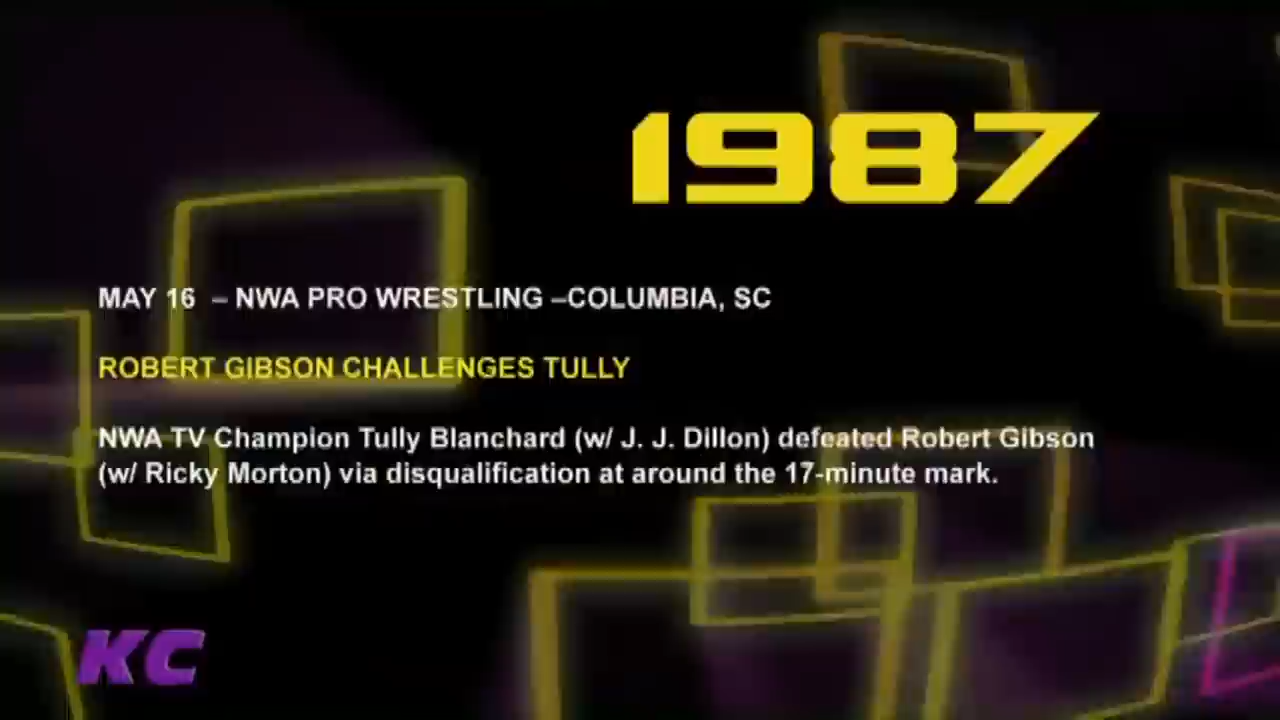 1987
MAY 16 – NWA PRO WRESTLING –COLUMBIA, SC
ROBERT GIBSON CHALLENGES TULLY
NWA TV Champion Tully Blanchard (w/ J. J. Dillon) defeated Robert Gibson
(w/ Ricky Morton) via disqualification at around the 17-minute mark.
KC